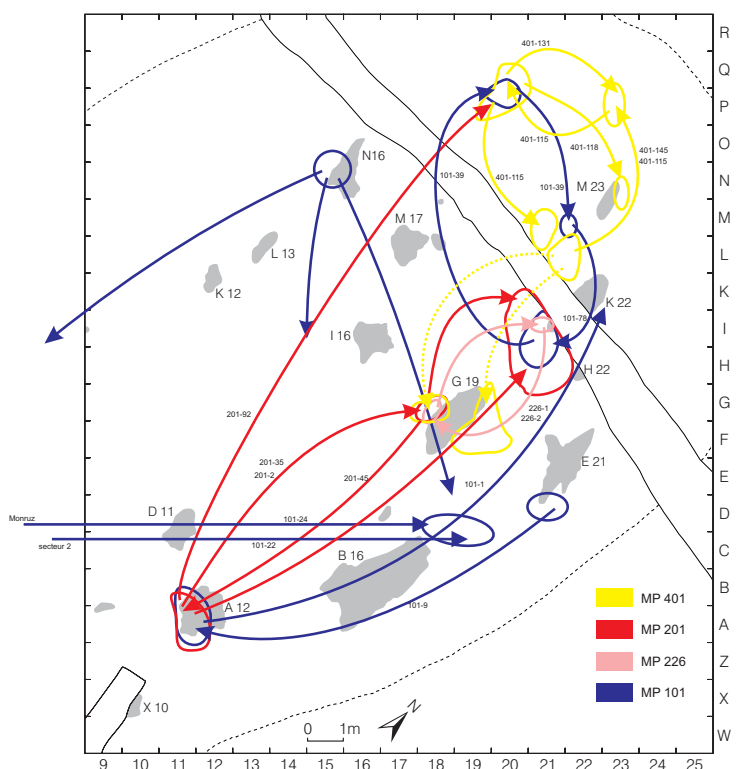 R
401-131
Q
P
O
401-115
401-118
401-145
401-115
N16
401-115
101-39
N
101-39
M 23
M 17
M
L 13
L
K 12
K
K 22
101-78
I 16
I
H
H 22
G 19
G
201-92
226-1
226-2
F
201-35
201-2
E 21
201-45
101-1
E
D 11
Monruz
101-24
D
secteur 2
101-22
B 16
C
MP 401
B
101-9
A 12
MP 201
A
MP 226
Z
X 10
MP 101
X
N
0 1m
W
9 10 11 12 13 14 15 16 17 18 19 20 21 22 23 24 25